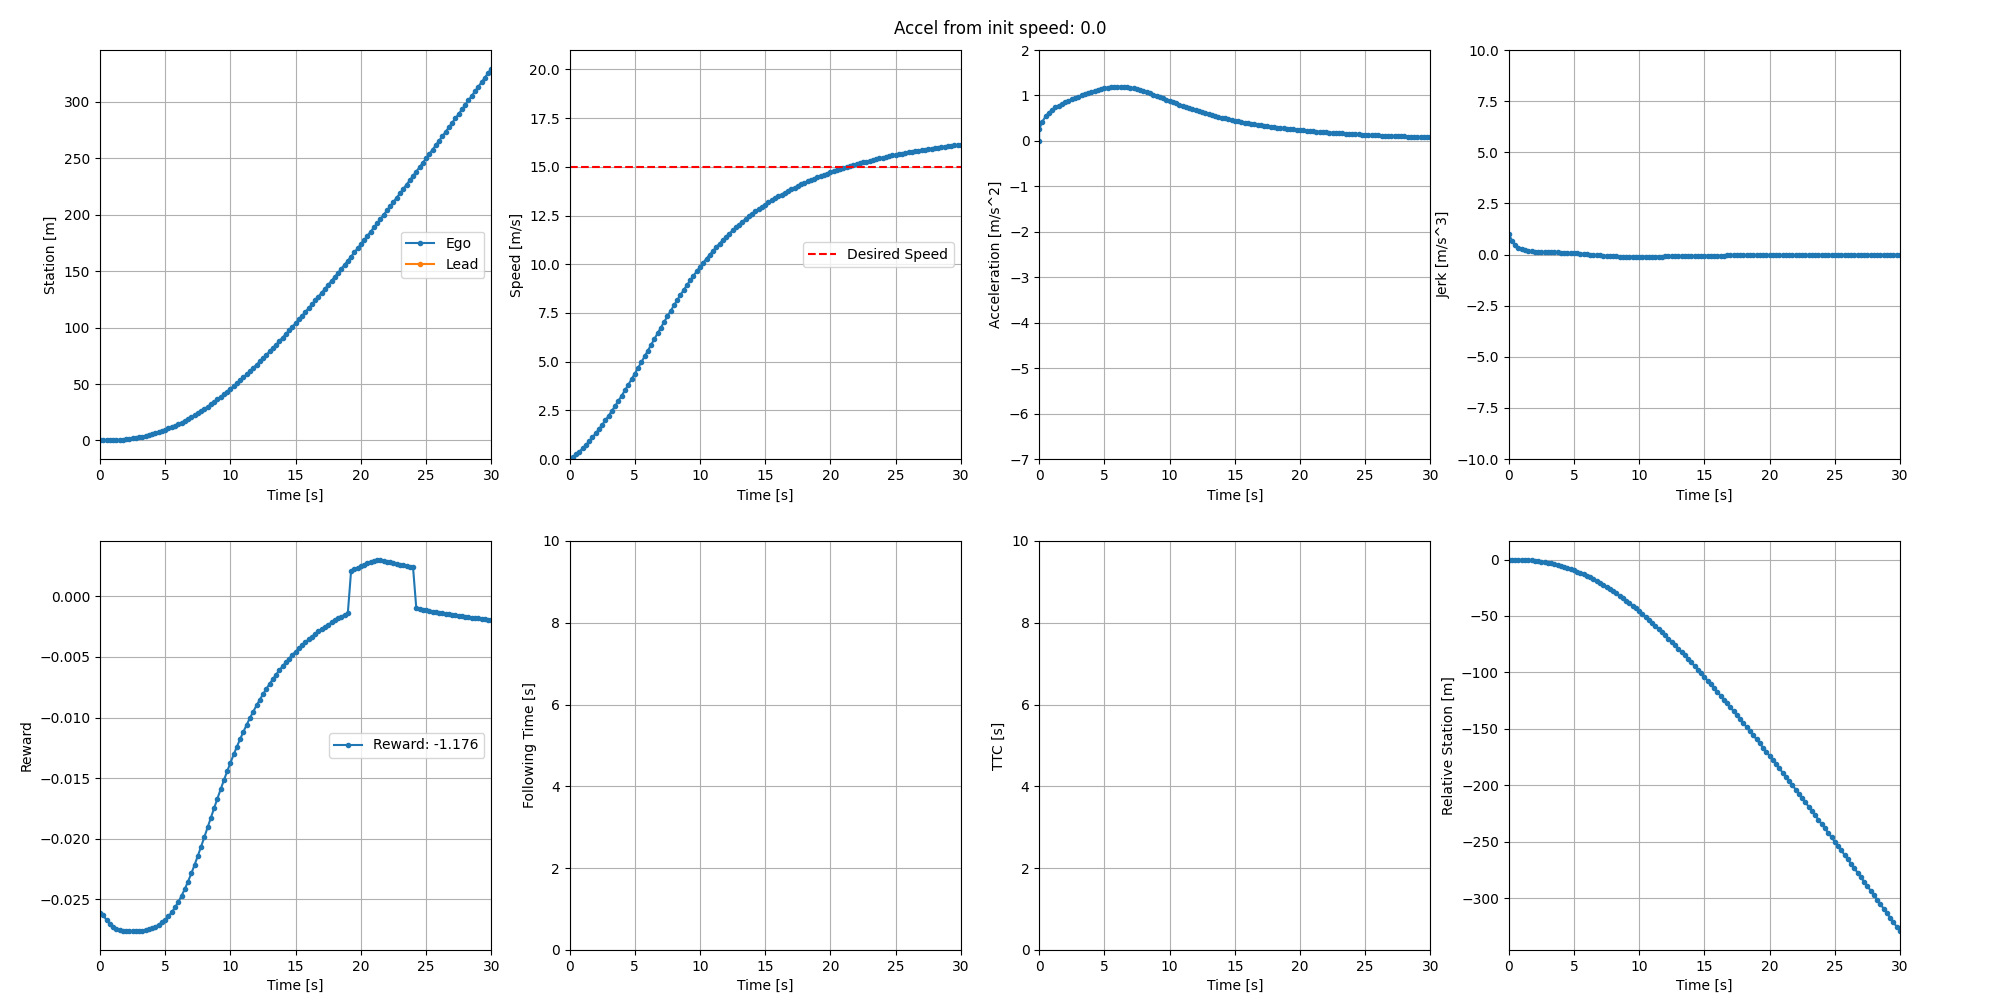 Accel from init speed: 0.0
Station [m]
300
250
200
150
100
50
0
Ego
Lead
0 5 10 15 20 25 30
Time [s]
Speed [m/s]
20.0
17.5
15.0
12.5
10.0
7.5
5.0
2.5
0.0
Desired Speed
0 5 10 15 20 25 30
Time [s]
Acceleration [m/s^2]
2
1
0
−1
−2
−3
−4
−5
−6
−7
0 5 10 15 20 25 30
Time [s]
Jerk [m/s^3]
10.0
7.5
5.0
2.5
0.0
−2.5
−5.0
−7.5
−10.0
0 5 10 15 20 25 30
Time [s]
Reward
0.000
−0.005
−0.010
−0.015
−0.020
−0.025
Reward: -1.176
0 5 10 15 20 25 30
Time [s]
Following Time [s]
10
8
6
4
2
0
0 5 10 15 20 25 30
Time [s]
TTC [s]
10
8
6
4
2
0
0 5 10 15 20 25 30
Time [s]
Relative Station [m]
0
−50
−100
−150
−200
−250
−300
0 5 10 15 20 25 30
Time [s]